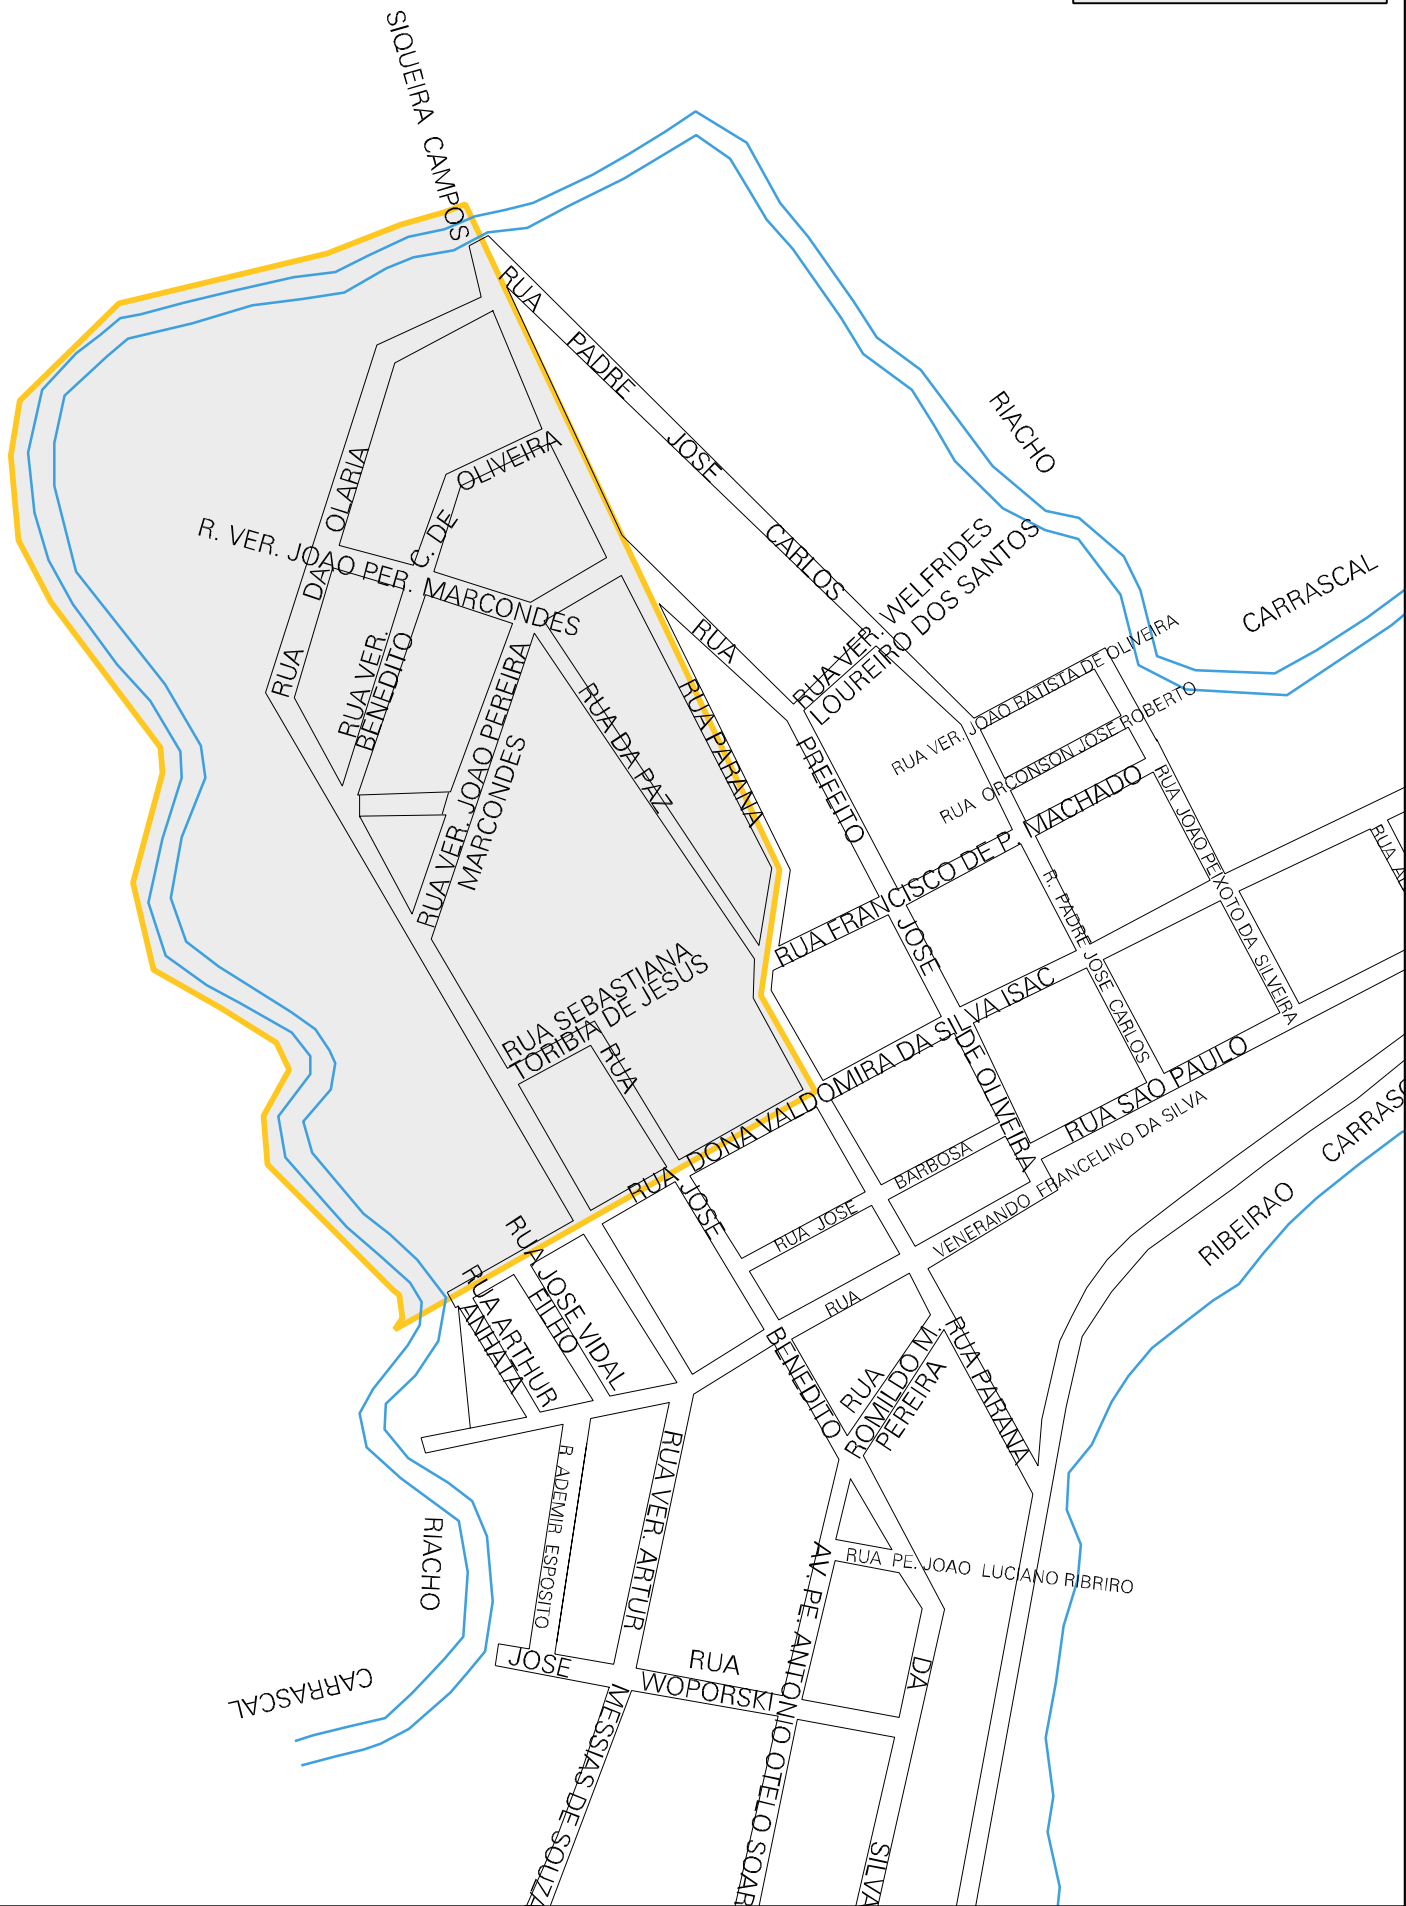 SIQUEIRA CAMPOS
RUA PADRE JOSE CARLOS
RIACHO
CARRASCAL
RUA DA OLARIA
C. DE OLIVEIRA
R. VER. JOAO PER. MARCONDES
RUA VER.
BENEDITO
RUA VER. JOAO PEREIRA
MARCONDES
RUA DA PAZ
RUA PARANA
RUA
PREFEITO
JOSE
DE OLIVEIRA
RUA VER. WELFRIDES
LOUREIRO DOS SANTOS
RUA VER. JOAO BATISTA DE OLIVEIRA
RUA ORCONSON JOSE ROBERTO
RUA FRANCISCO DE P. MACHADO
RUA JOAO PEIXOTO DA SILVEIRA
R. PADRE JOSE CARLOS
RUA
RUA SEBASTIANA
TORIBIA DE JESUS
RUA
JOSE
BENEDITO
DA
SILVA
RUA DONA VALDOMIRA DA SILVA ISAC
RUA SAO PAULO
RUA JOSE BARBOSA
RUA VENERANDO FRANCELINO DA SILVA
RIBEIRAO
CARRASC
RUA JOSE VIDAL
FILHO
RUA ARTHUR
ANHATA
RUA
ROMILDO M.
PEREIRA
RUA PARANA
R. ADEMIR ESPOSITO
RUA VER. ARTUR
MESSIAS DE SOUZA
RUA PE. JOAO LUCIANO RIBRIRO
AV. PE. ANTONIO OTELO SOAR
RUA
JOSE WOPORSKI
RIACHO
CARRASCAL